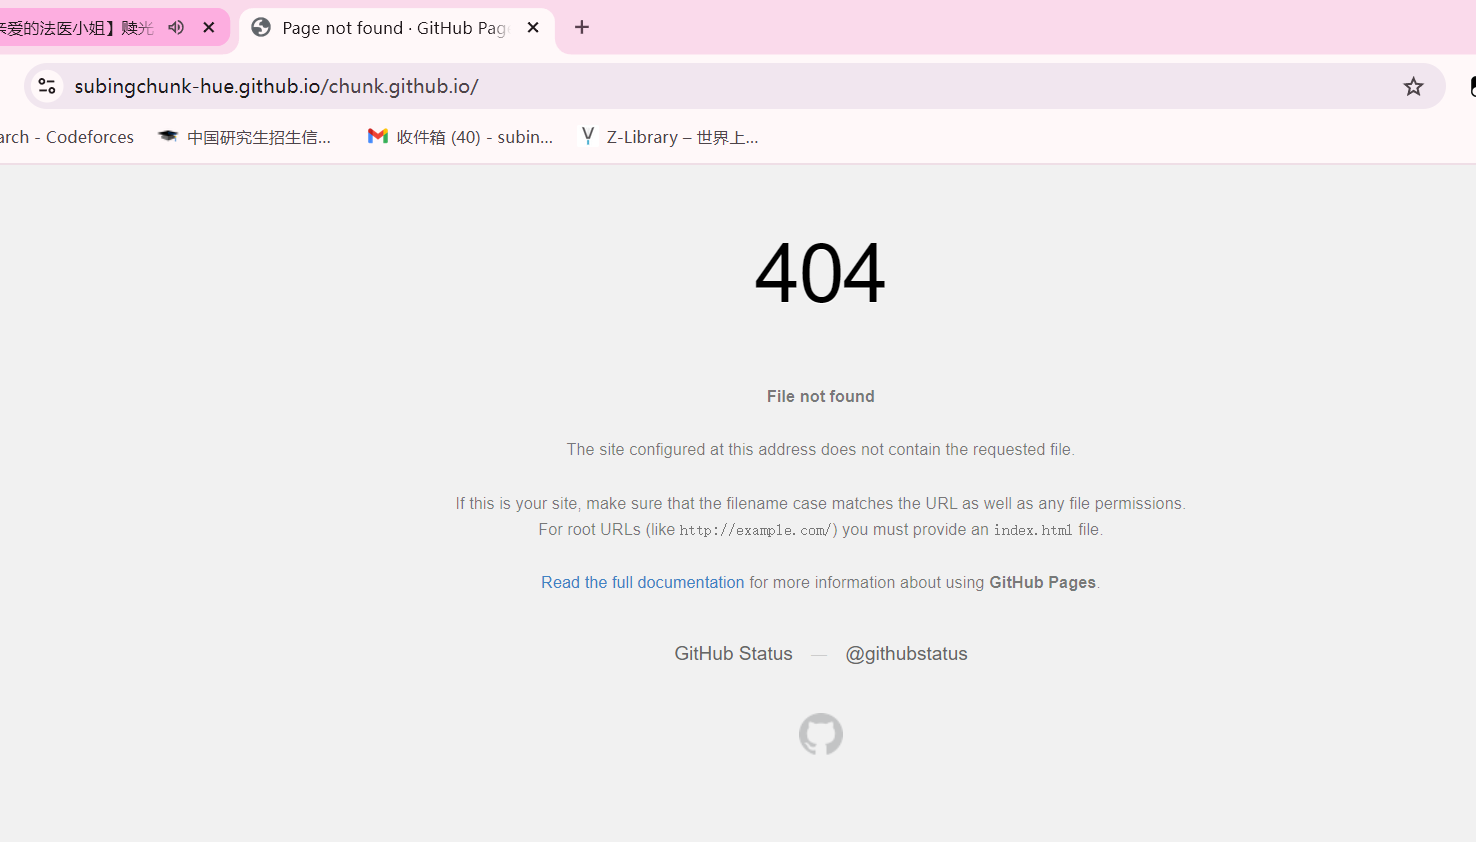 亲爱的法医小姐】赎光
Page not found · GitHub Pag
subingchunk-hue.github.io/chunk.github.io/
arch - Codeforces
中国研究生招生信...
收件箱 (40) - subin...
Z-Library – 世界上...
404
File not found
The site configured at this address does not contain the requested file.
If this is your site, make sure that the filename case matches the URL as well as any file permissions.
For root URLs (like http://example.com/) you must provide an index.html file.
Read the full documentation for more information about using GitHub Pages.
GitHub Status — @githubstatus